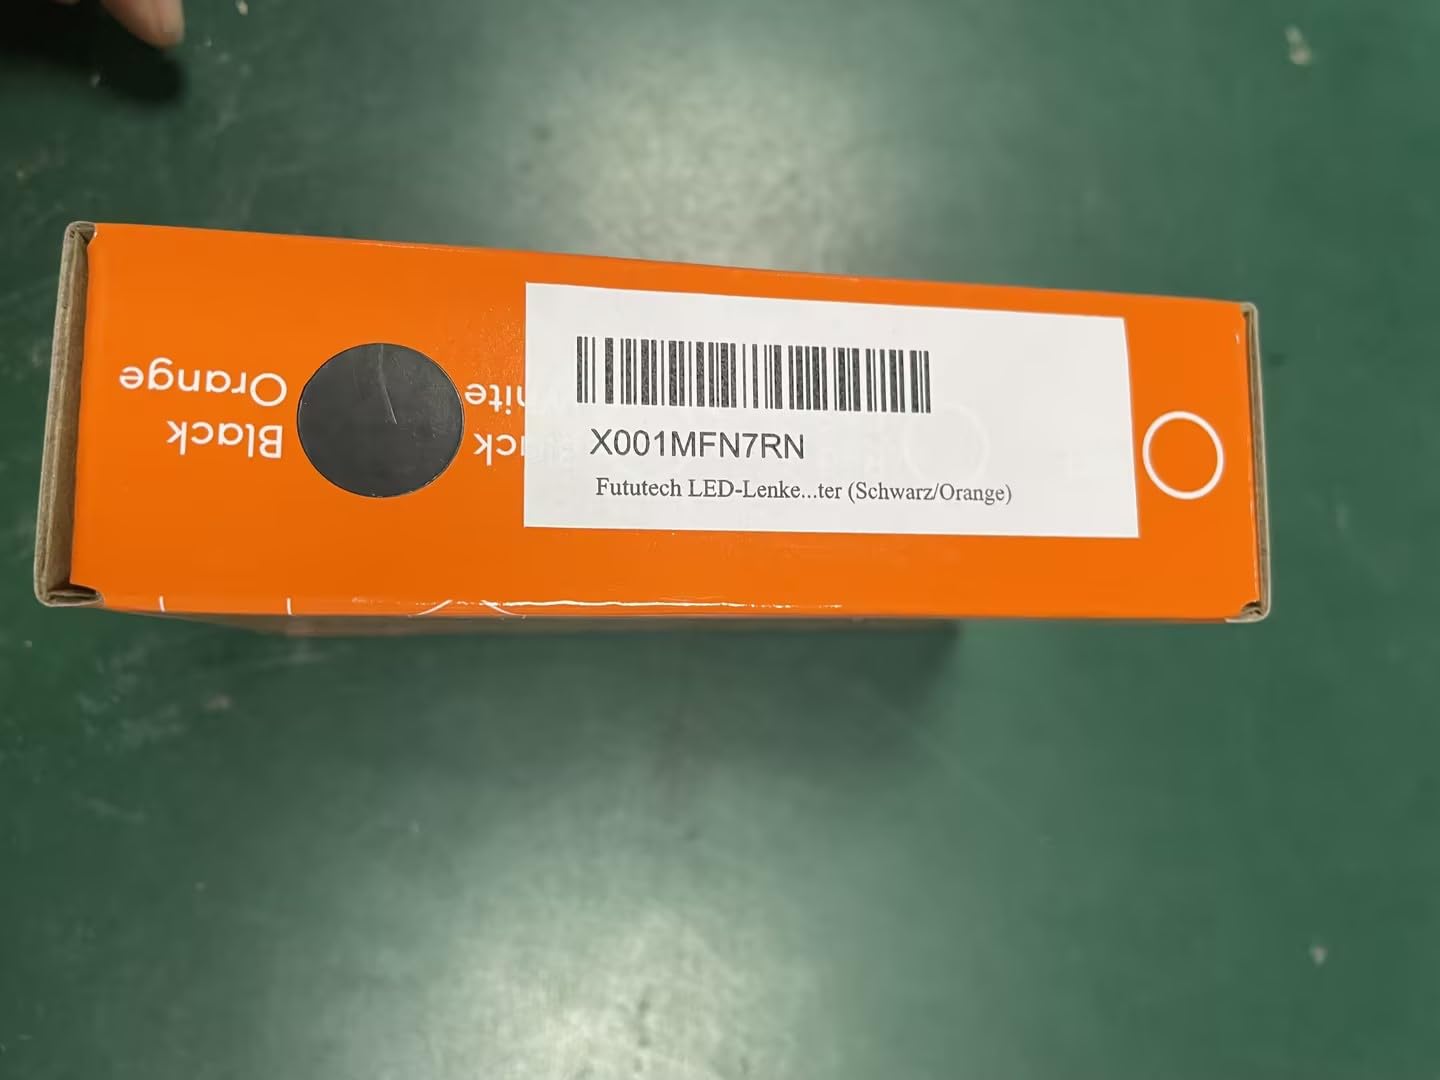 X001MFN7RN
Fututech LED-Lenke...ter (Schwarz/Orange)
Black
Orange